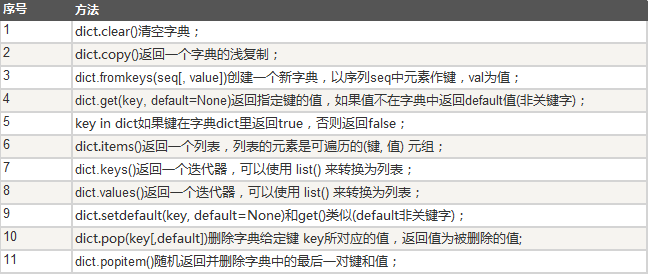 序号 方法
1 dict.clear()清空字典；
2 dict.copy()返回一个字典的浅复制；
3 dict.fromkeys(seq[, value])创建一个新字典，以序列seq中元素作键，val为值；
4 dict.get(key, default=None)返回指定键的值，如果值不在字典中返回default值(非关键字)；
5 key in dict如果键在字典dict里返回true，否则返回false；
6 dict.items()返回一个列表，列表的元素是可遍历的(键, 值) 元组；
7 dict.keys()返回一个迭代器，可以使用 list() 来转换为列表；
8 dict.values()返回一个迭代器，可以使用 list() 来转换为列表；
9 dict.setdefault(key, default=None)和get()类似(default非关键字)；
10 dict.pop(key[,default])删除字典给定键 key所对应的值，返回值为被删除的值;
11 dict.popitem()随机返回并删除字典中的最后一对键和值；